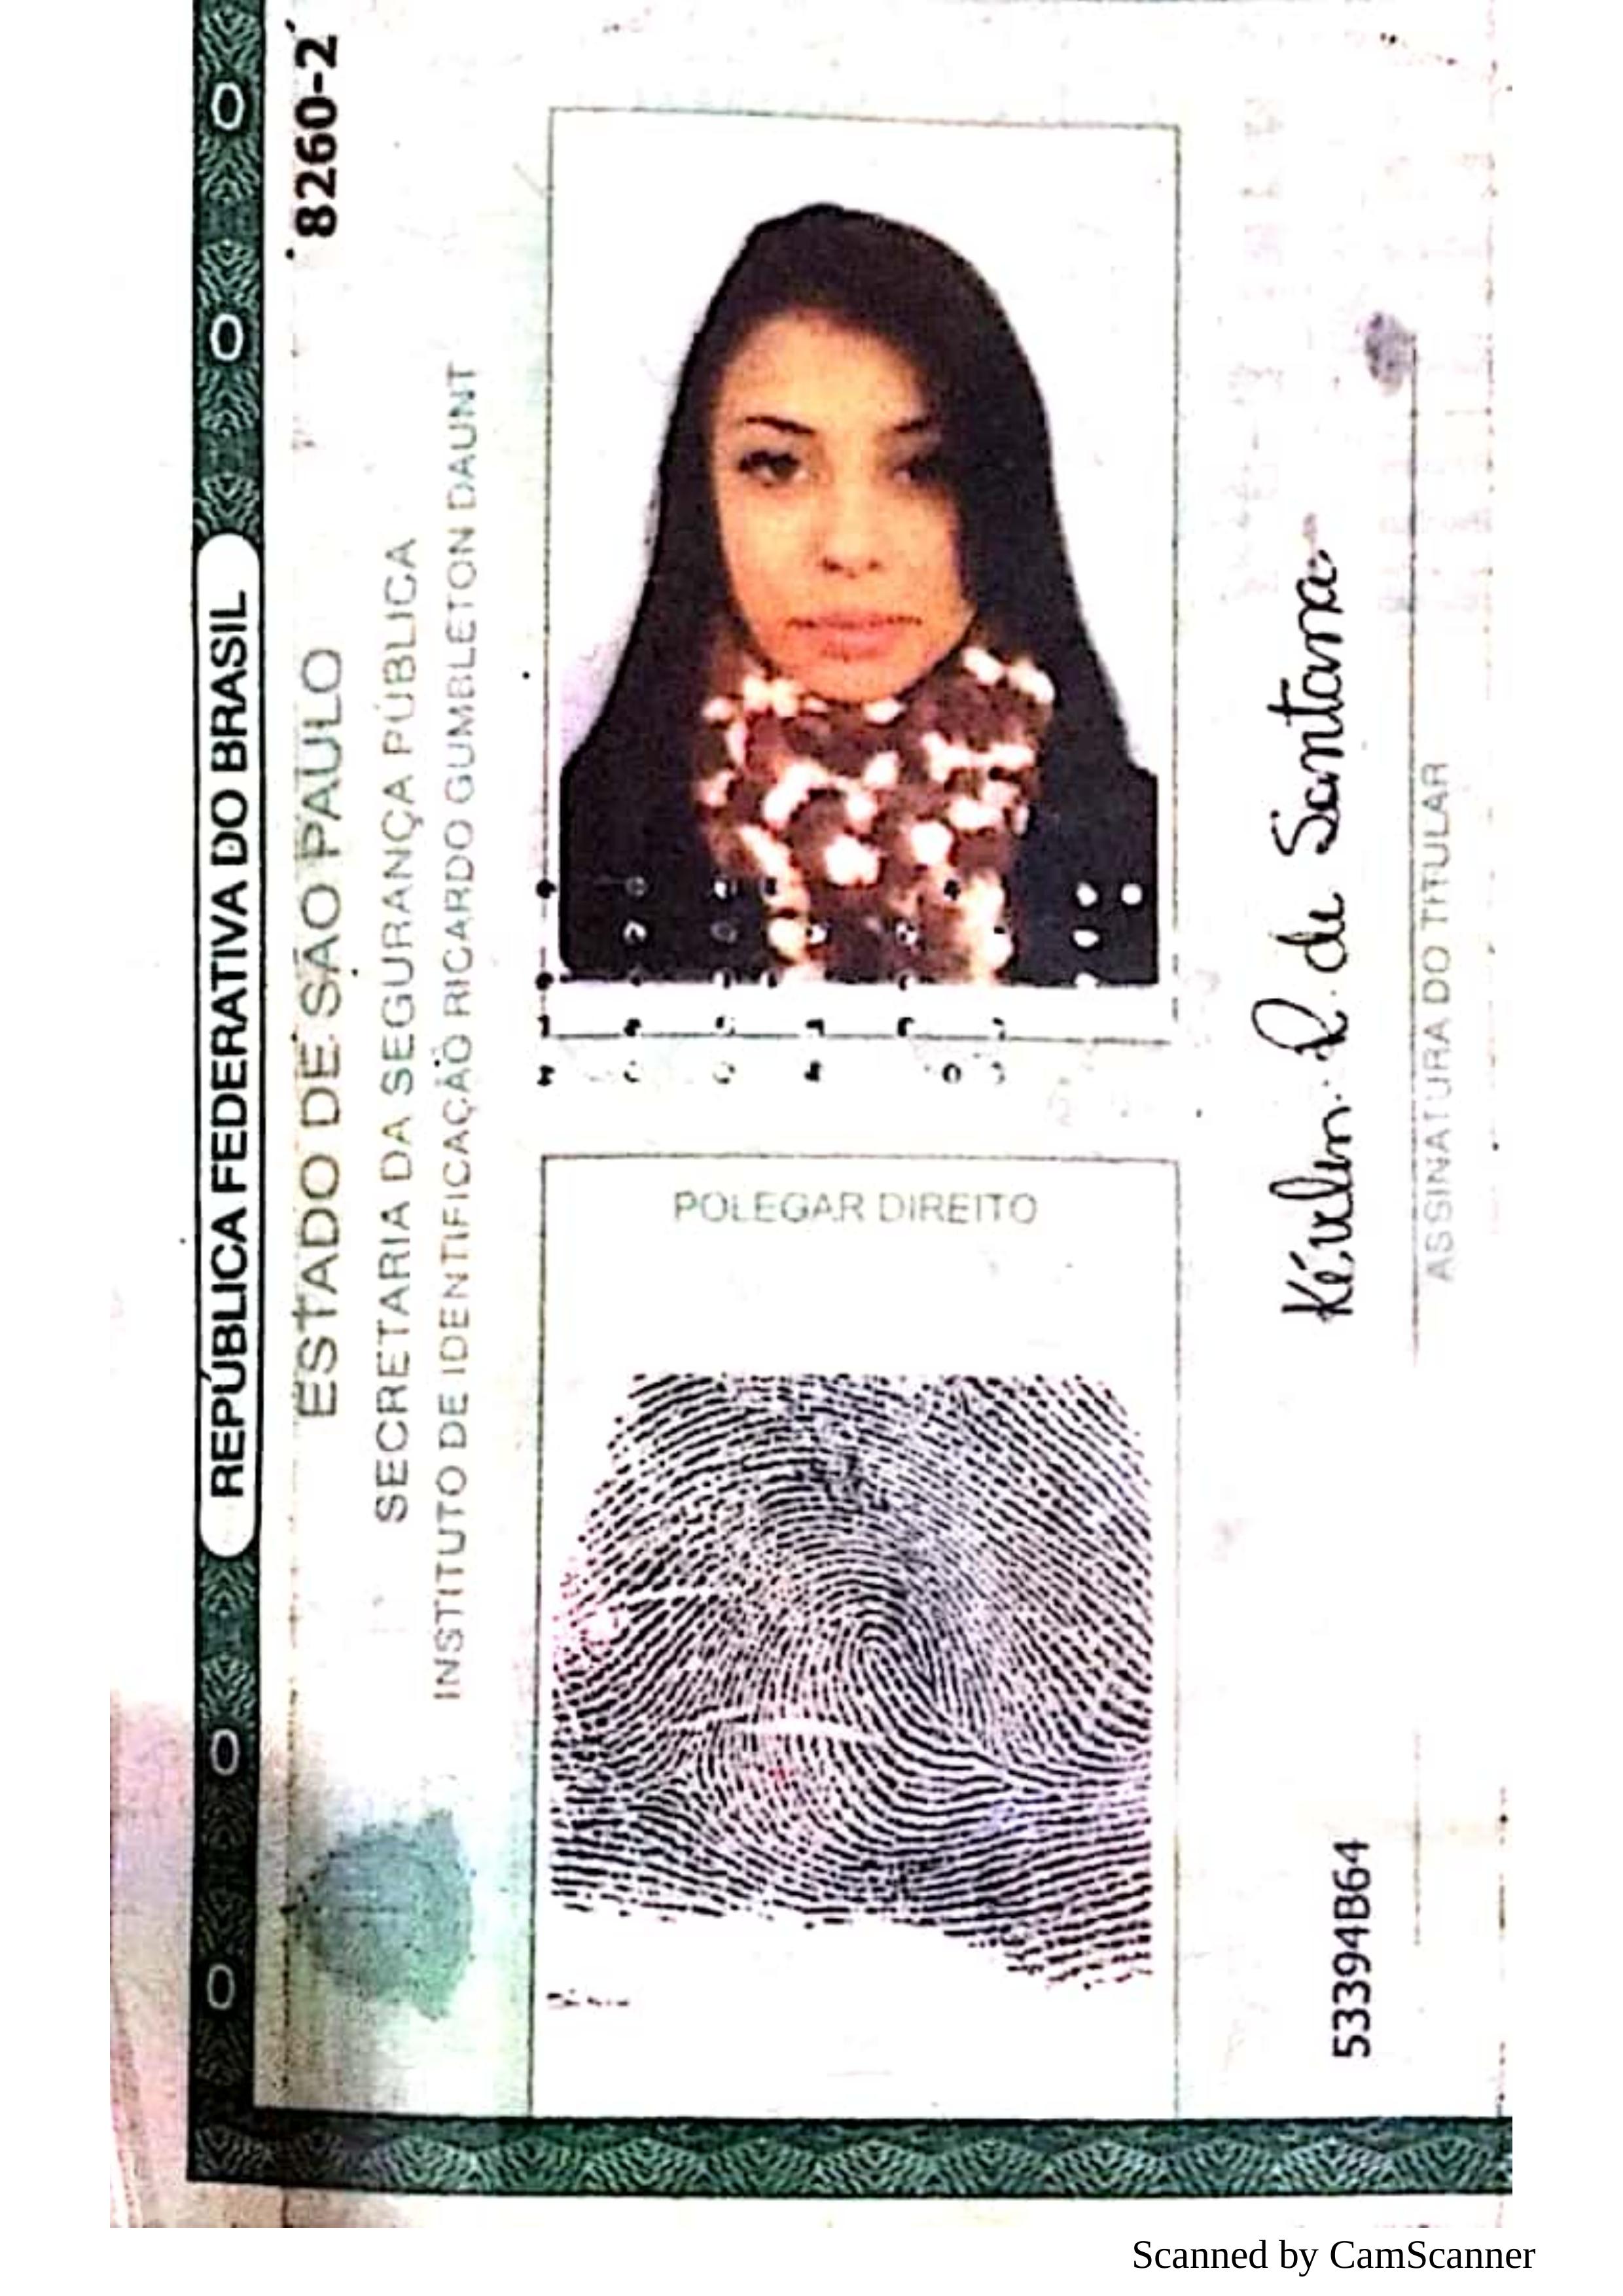 REPÚBLICA FEDERATIVA DO BRASIL
8260-2
ESTADO DE SÃO PAULO
SECRETARIA DA SEGURANÇA PÚBLICA
INSTITUTO DE IDENTIFICAÇÃO RICARDO GUMBLETON DAUNT
POLEGAR DIREITO
R. de Santana
53394B64
ASSINATURA DO TITULAR
Scanned by CamScanner